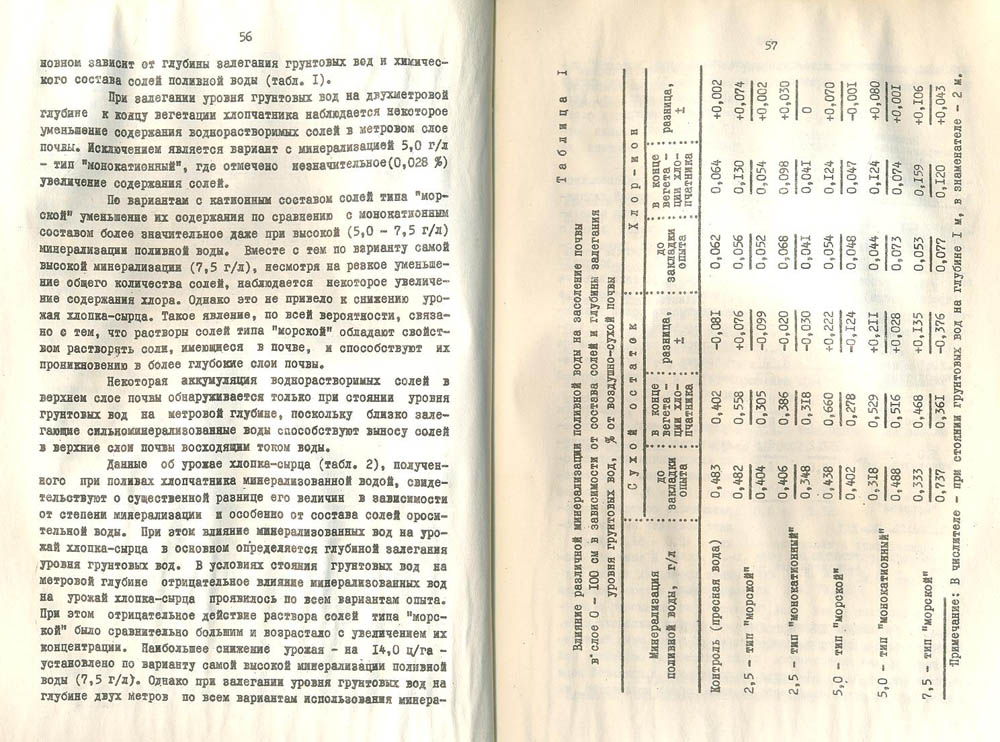 56
новном зависит от глубины залегания грунтовых вод и химичес-
кого состава солей поливной воды (табл. I).
При залегании уровня грунтовых вод на двухметровой
глубине к концу вегетации хлопчатника наблюдается некоторое
уменьшение содержания воднорастворимых солей в метровом слое
почвы. Исключением является вариант с минерализацией 5,0 г/л
- тип "монокатионный", где отмечено незначительное(0,028 %)
увеличение содержания солей.
По вариантам с катионным составом солей типа "мор-
ской" уменьшение их содержания по сравнению с монокатионным
составом более значительное даже при высокой (5,0 - 7,5 г/л)
минерализации поливной воды. Вместе с тем по варианту самой
высокой минерализации (7,5 г/л), несмотря на резкое уменьше-
ние общего количества солей, наблюдается некоторое увеличе-
ние содержания хлора. Однако это не привело к снижению уро-
жая хлопка-сырца. Такое явление, по всей вероятности, связа-
но с тем, что растворы солей типа "морской" обладают свойст-
вом растворять соли, имеющиеся в почве, и способствуют их
проникновению в более глубокие слои почвы.
Некоторая аккумуляция воднорастворимых солей в
верхнем слое почвы обнаруживается только при стоянии уровня
грунтовых вод на метровой глубине, поскольку близко зале-
гающие сильноминерализованные воды способствуют выносу солей
в верхние слои почвы восходящим током воды.
Данные об урожае хлопка-сырца (табл. 2), получен-
ного при поливах хлопчатника минерализованной водой, свиде-
тельствуют о существенной разнице его величин в зависимости
от степени минерализации и особенно от состава солей ороси-
тельной воды. При этом влияние минерализованных вод на уро-
жай хлопка-сырца в основном определяется глубиной залегания
уровня грунтовых вод. В условиях стояния грунтовых вод на
метровой глубине отрицательное влияние минерализованных вод
на урожай хлопка-сырца проявилось по всем вариантам опыта.
При этом отрицательное действие раствора солей типа "морс-
кой" было сравнительно большим и возрастало с увеличением их
концентрации. Наибольшее снижение урожая - на 14,0 ц/га -
установлено по варианту самой высокой минерализации поливной
воды (7,5 г/л). Однако при залегании уровня грунтовых вод на
глубине двух метров по всем вариантам использования минера-
57
Таблица I
Влияние различной минерализации поливной воды на засоление почвы
в слое 0 - 100 см в зависимости от состава солей и глубины залегания
уровня грунтовых вод, % от воздушно-сухой почвы
Минерализация поливной воды, г/л : Сухой остаток : Хлор-ион
до закладки опыта : в конце вегета- ции хло- пчатника : разница, ± : до закладки опыта : в конце вегета- ции хло- пчатника : разница, ±
Контроль (пресная вода) 0,483 0,402 -0,081 0,062 0,064 +0,002
2,5 - тип "морской" 0,482 0,558 +0,076 0,056 0,130 +0,074
0,404 0,305 -0,099 0,052 0,054 +0,002
2,5 - тип "монокатионный" 0,406 0,386 -0,020 0,068 0,098 +0,030
0,348 0,318 -0,030 0,041 0,041 0
5,0 - тип "морской" 0,438 0,660 +0,222 0,054 0,124 +0,070
0,402 0,278 -0,124 0,048 0,047 -0,001
5,0 - тип "монокатионный" 0,318 0,529 +0,211 0,044 0,124 +0,080
0,488 0,516 +0,028 0,073 0,074 +0,001
7,5 - тип "морской" 0,333 0,468 +0,135 0,053 0,159 +0,106
0,737 0,361 -0,376 0,077 0,120 +0,043
Примечание: В числителе - при стоянии грунтовых вод на глубине I м, в знаменателе - 2 м.